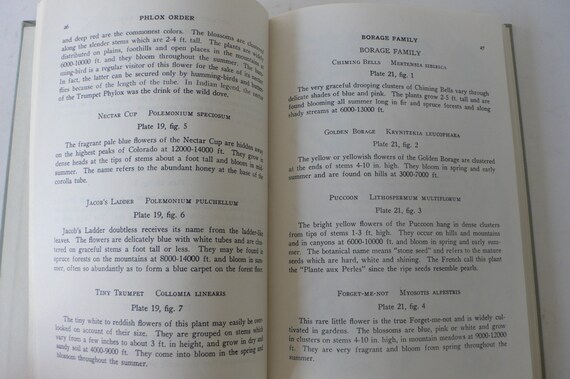 46
PHLOX ORDER
and deep red are the commonest colors. The blossoms are clustered
along the slender stems which are 2-4 ft. tall. The plants are widely
distributed on plains, foothills and open places in the mountains
6000-10000 ft and they bloom throughout the summer. The hum-
ming-bird is a regular visitor of this flower for the sake of its
In fact, the latter can be secured only by humming-birds and
flies because of the length of the tube. In Indian legend, the
of the Trumpet Phylox was the drink of the wild dove.
NECTAR CUP POLEMONIUM SPECIOSUM
Plate 19, fig. 5
The fragrant pale blue flowers of the Nectar Cup are hidden away
on the highest peaks of Colorado at 12000-14000 ft. They grow in
dense heads at the tips of stems about a foot tall and bloom in sum-
mer. The name refers to the abundant honey at the base of the
corolla tube.
JACOB'S LADDER POLEMONIUM PULCHELLUM
Plate 19, fig. 6
Jacob's Ladder doubtless receives its name from the ladder-like
leaves. The flowers are delicately blue with white tubes and are clus-
tered on graceful stems a foot tall or less. They may be found in
spruce forests on the mountains at 8000-14000 ft. and bloom in sum-
mer, often so abundantly as to form a blue carpet on the forest floor.
TINY TRUMPET COLLOMIA LINEARIS
Plate 19, fig. 7
The tiny white to reddish flowers of this plant may easily be over-
looked on account of their size. They are grouped on stems which
vary from a few inches to about 3 ft. in height, and grow in dry and
sandy soil at 4000-9000 ft. They come into bloom in the spring and
blossom throughout the summer.
BORAGE FAMILY
47
BORAGE FAMILY
CHIMING BELLS MERTENSIA SIBIRICA
Plate 21, fig. 1
The very graceful drooping clusters of Chiming Bells vary through
delicate shades of blue and pink. The plants grow 2-5 ft. tall and are
found blooming all summer long in fir and spruce forests and along
shady streams at 6000-13000 ft.
GOLDEN BORAGE KRYNITZKIA LEUCOPHAEA
Plate 21, fig. 2
The yellow or yellowish flowers of the Golden Borage are clustered
at the ends of stems 4-10 in. high. They bloom in spring and early
summer and are found on hills at 3000-7000 ft.
PUCCOON LITHOSPERMUM MULTIFLORUM
Plate 21, fig. 3
The bright yellow flowers of the Puccoon hang in dense clusters
from tips of stems 1-3 ft. high. They occur on hills and mountains
and in canyons at 6000-10000 ft. and bloom in spring and early sum-
mer. The botanical name means "stone seed" and refers to the mature
seeds which are hard, white and shining. The French call this plant
the "Plante aux Perles" since the ripe seeds resemble pearls.
FORGET-ME-NOT MYOSOTIS ALPESTRIS
Plate 21, fig. 4
This rare little flower is the true Forget-me-not and is widely cul-
tivated in gardens. The blossoms are blue, pink or white and grow
in clusters on stems 4-10 in. high, in mountain meadows at 9000-12000
ft. They are very fragrant and bloom from spring throughout the
summer.